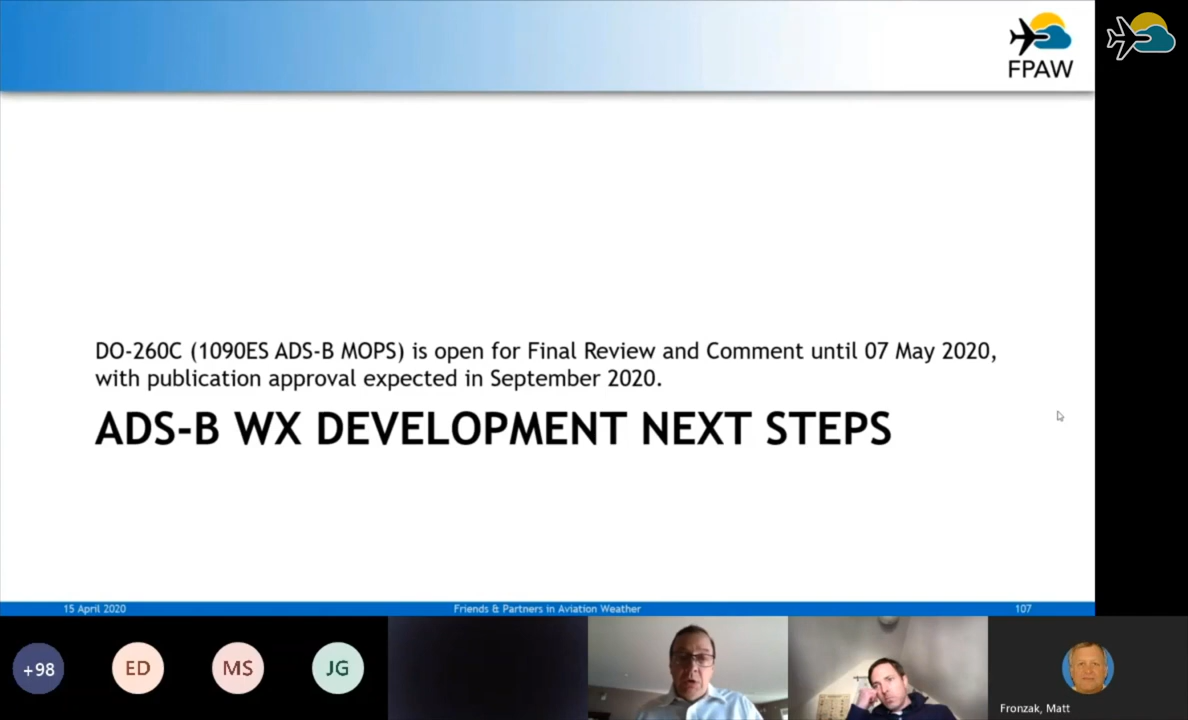 FPAW
DO-260C (1090ES ADS-B MOPS) is open for Final Review and Comment until 07 May 2020,
with publication approval expected in September 2020.
ADS-B WX DEVELOPMENT NEXT STEPS
15 April 2020
Friends & Partners in Aviation Weather
107
+98
ED
MS
JG
Fronzak, Matt